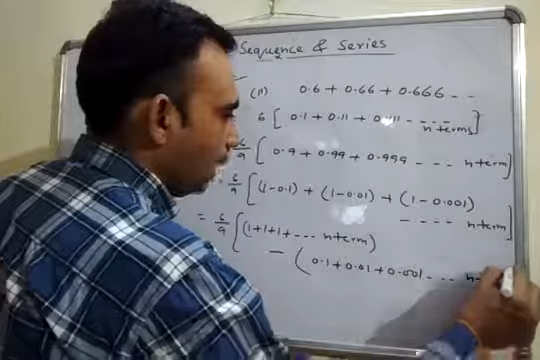 Sequence & Series
(11) 0.6 + 0.66 + 0.666 - -
6 [ 0.1 + 0.11 + 0.111 - - - - n terms ]
6/9 [ 0.9 + 0.99 + 0.999 - - - n term ]
= 6/9 [ (1-0.1) + (1-0.01) + (1-0.001) - - - - n term ]
= 6/9 [ (1+1+1+ - - - n term)
- ( 0.1 + 0.01 + 0.001 - - - n